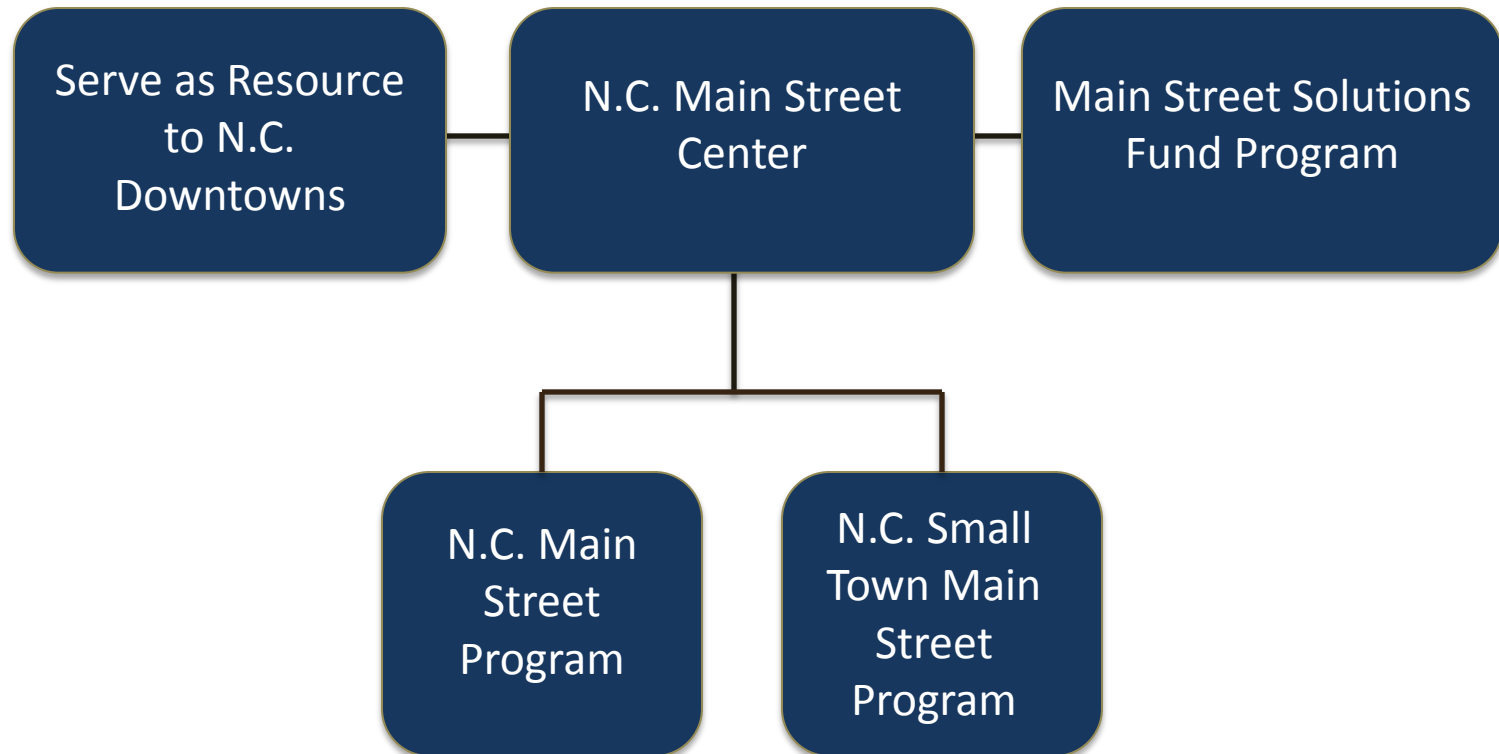 Serve as Resource
to N.C.
Downtowns
N.C. Main Street
Center
Main Street Solutions
Fund Program
N.C. Main
Street
Program
N.C. Small
Town Main
Street
Program